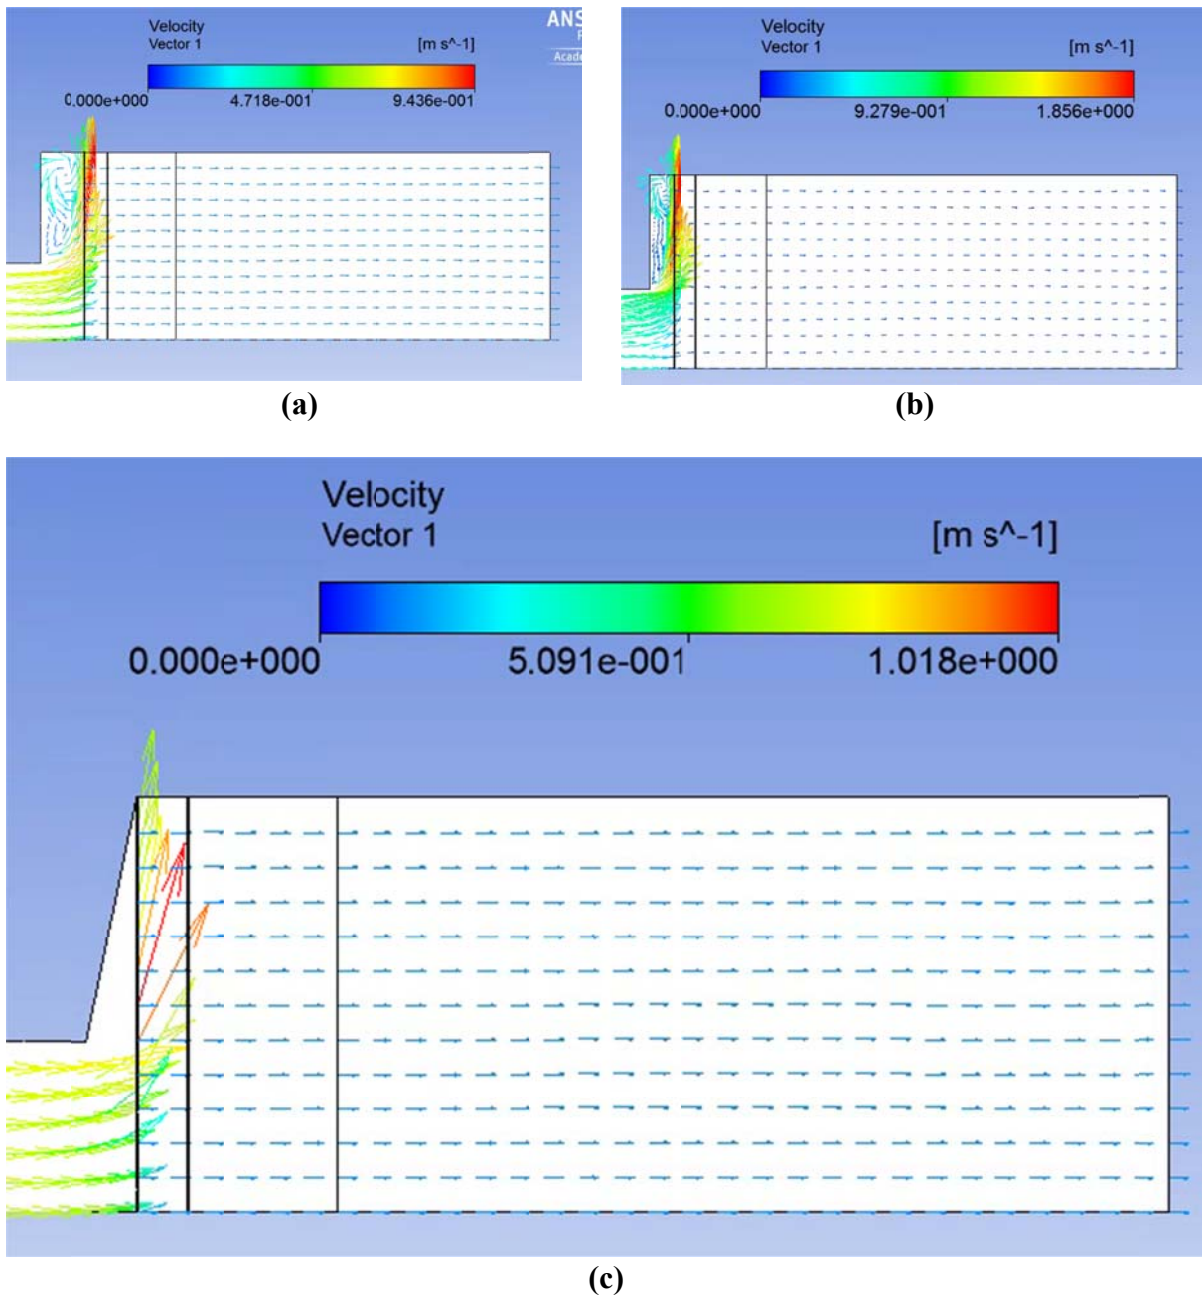 ANS
Velocity
Vector 1
[m s^-1]
Acade
0.000e+000
4.718e-001
9.436e-001
(a)
Velocity
Vector 1
[m s^-1]
0.000e+000
9.279e-001
1.856e+000
(b)
Velocity
Vector 1
[m s^-1]
0.000e+000
5.091e-001
1.018e+000
(c)